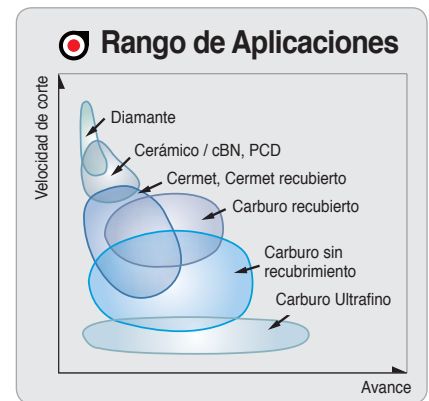 Rango de Aplicaciones
Velocidad de corte
Diamante
Cerámico / cBN, PCD
Cermet, Cermet recubierto
Carburo recubierto
Carburo sin
recubrimiento
Carburo Ultrafino
Avance